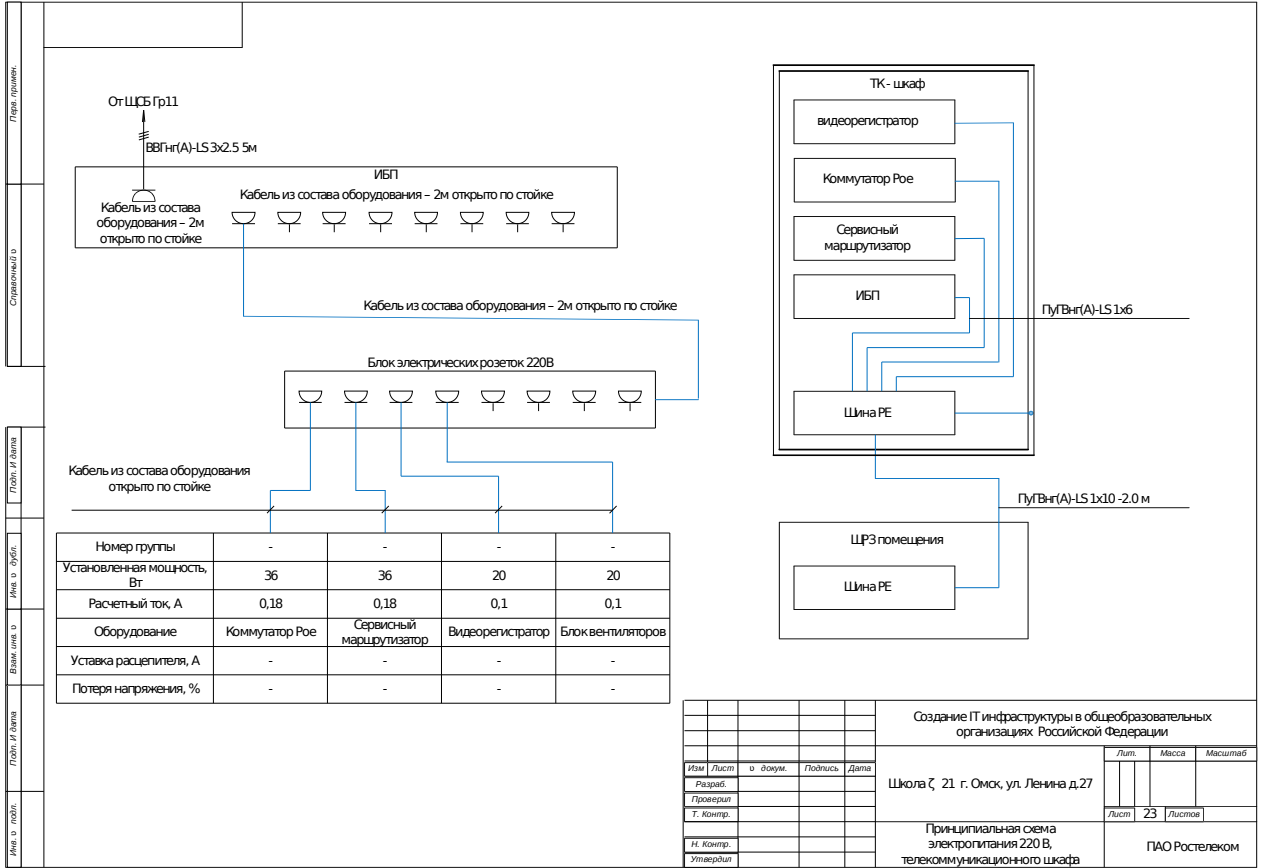 Перв. примен.
Справочный υ
Подп. И дата
Инв. υ дубл.
Взам. инв. υ
Подп. И дата
Инв. υ подл.
От ЩСБ Гр11
ВВГнг(А)-LS 3х2.5 5м
ИБП
Кабель из состава оборудования – 2м открыто по стойке
Кабель из состава
оборудования – 2м
открыто по стойке
Кабель из состава оборудования – 2м открыто по стойке
Блок электрических розеток 220В
Кабель из состава оборудования
открыто по стойке
Номер группы - - - -
Установленная мощность, Вт 36 36 20 20
Расчетный ток, А 0,18 0,18 0,1 0,1
Оборудование Коммутатор Poe Сервисный маршрутизатор Видеорегистратор Блок вентиляторов
Уставка расцепителя, А - - - -
Потеря напряжения, % - - - -
ТК - шкаф
видеорегистратор
Коммутатор Poe
Сервисный
маршрутизатор
ИБП
ПуГВнг(А)-LS 1х6
Шина РЕ
ПуГВнг(А)-LS 1х10 -2.0 м
ЩРЗ помещения
Шина РЕ
Создание IT инфраструктуры в общеобразовательных
организациях Российской Федерации
Изм Лист υ докум. Подпись Дата
Разраб.
Проверил
Т. Контр.
Н. Контр.
Утвердил
Школа ζ 21 г. Омск, ул. Ленина д.27
Лит. Масса Масштаб
Лист 23 Листов
Принципиальная схема
электропитания 220 В,
телекоммуникационного шкафа
ПАО Ростелеком